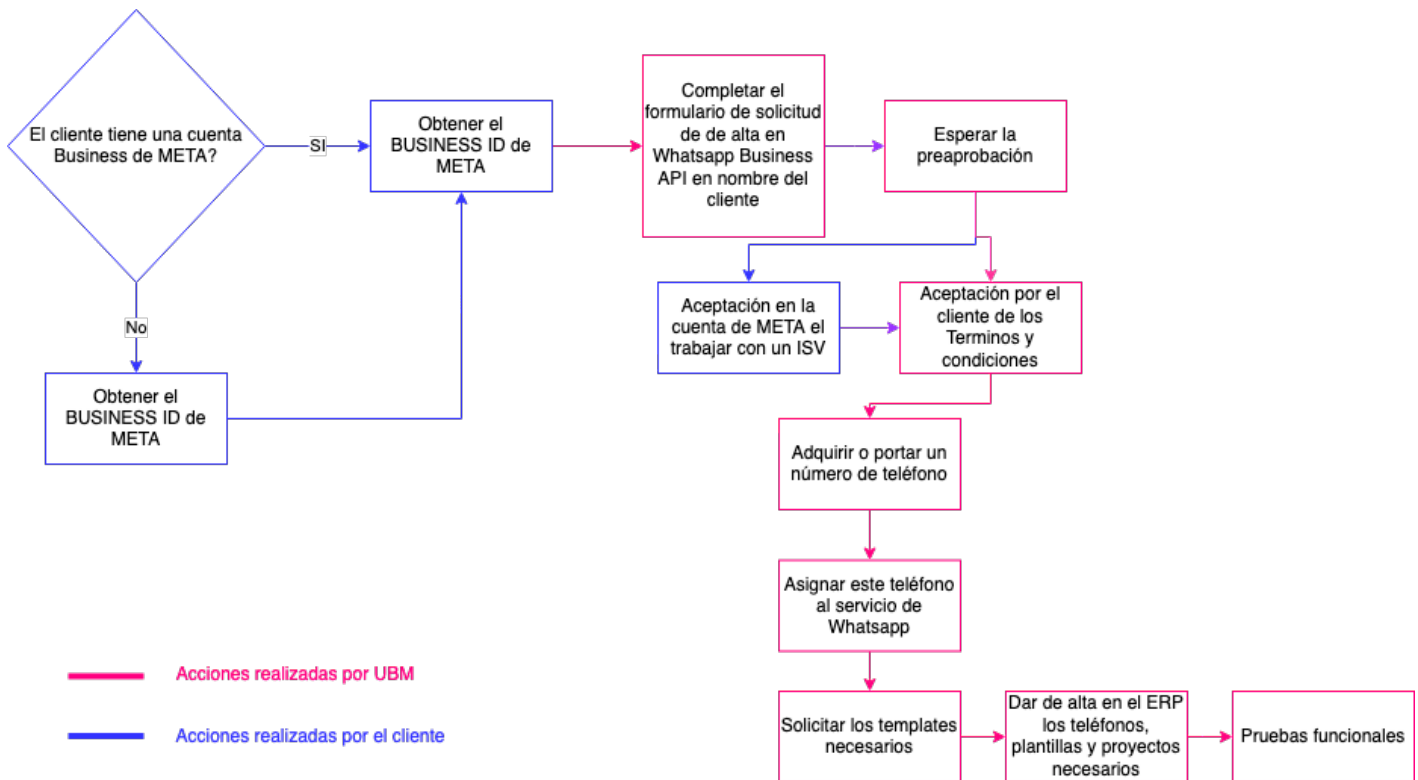 El cliente tiene una cuenta
Business de META?
SI
Obtener el
BUSINESS ID de
META
Completar el
formulario de solicitud
de de alta en
Whatsapp Business
API en nombre del
cliente
Esperar la
preaprobación
No
Obtener el
BUSINESS ID de
META
Aceptación en la
cuenta de META el
trabajar con un ISV
Aceptación por el
cliente de los
Terminos y
condiciones
Adquirir o portar un
número de teléfono
Asignar este teléfono
al servicio de
Whatsapp
Acciones realizadas por UBM
Acciones realizadas por el cliente
Solicitar los templates
necesarios
Dar de alta en el ERP
los teléfonos,
plantillas y proyectos
necesarios
Pruebas funcionales